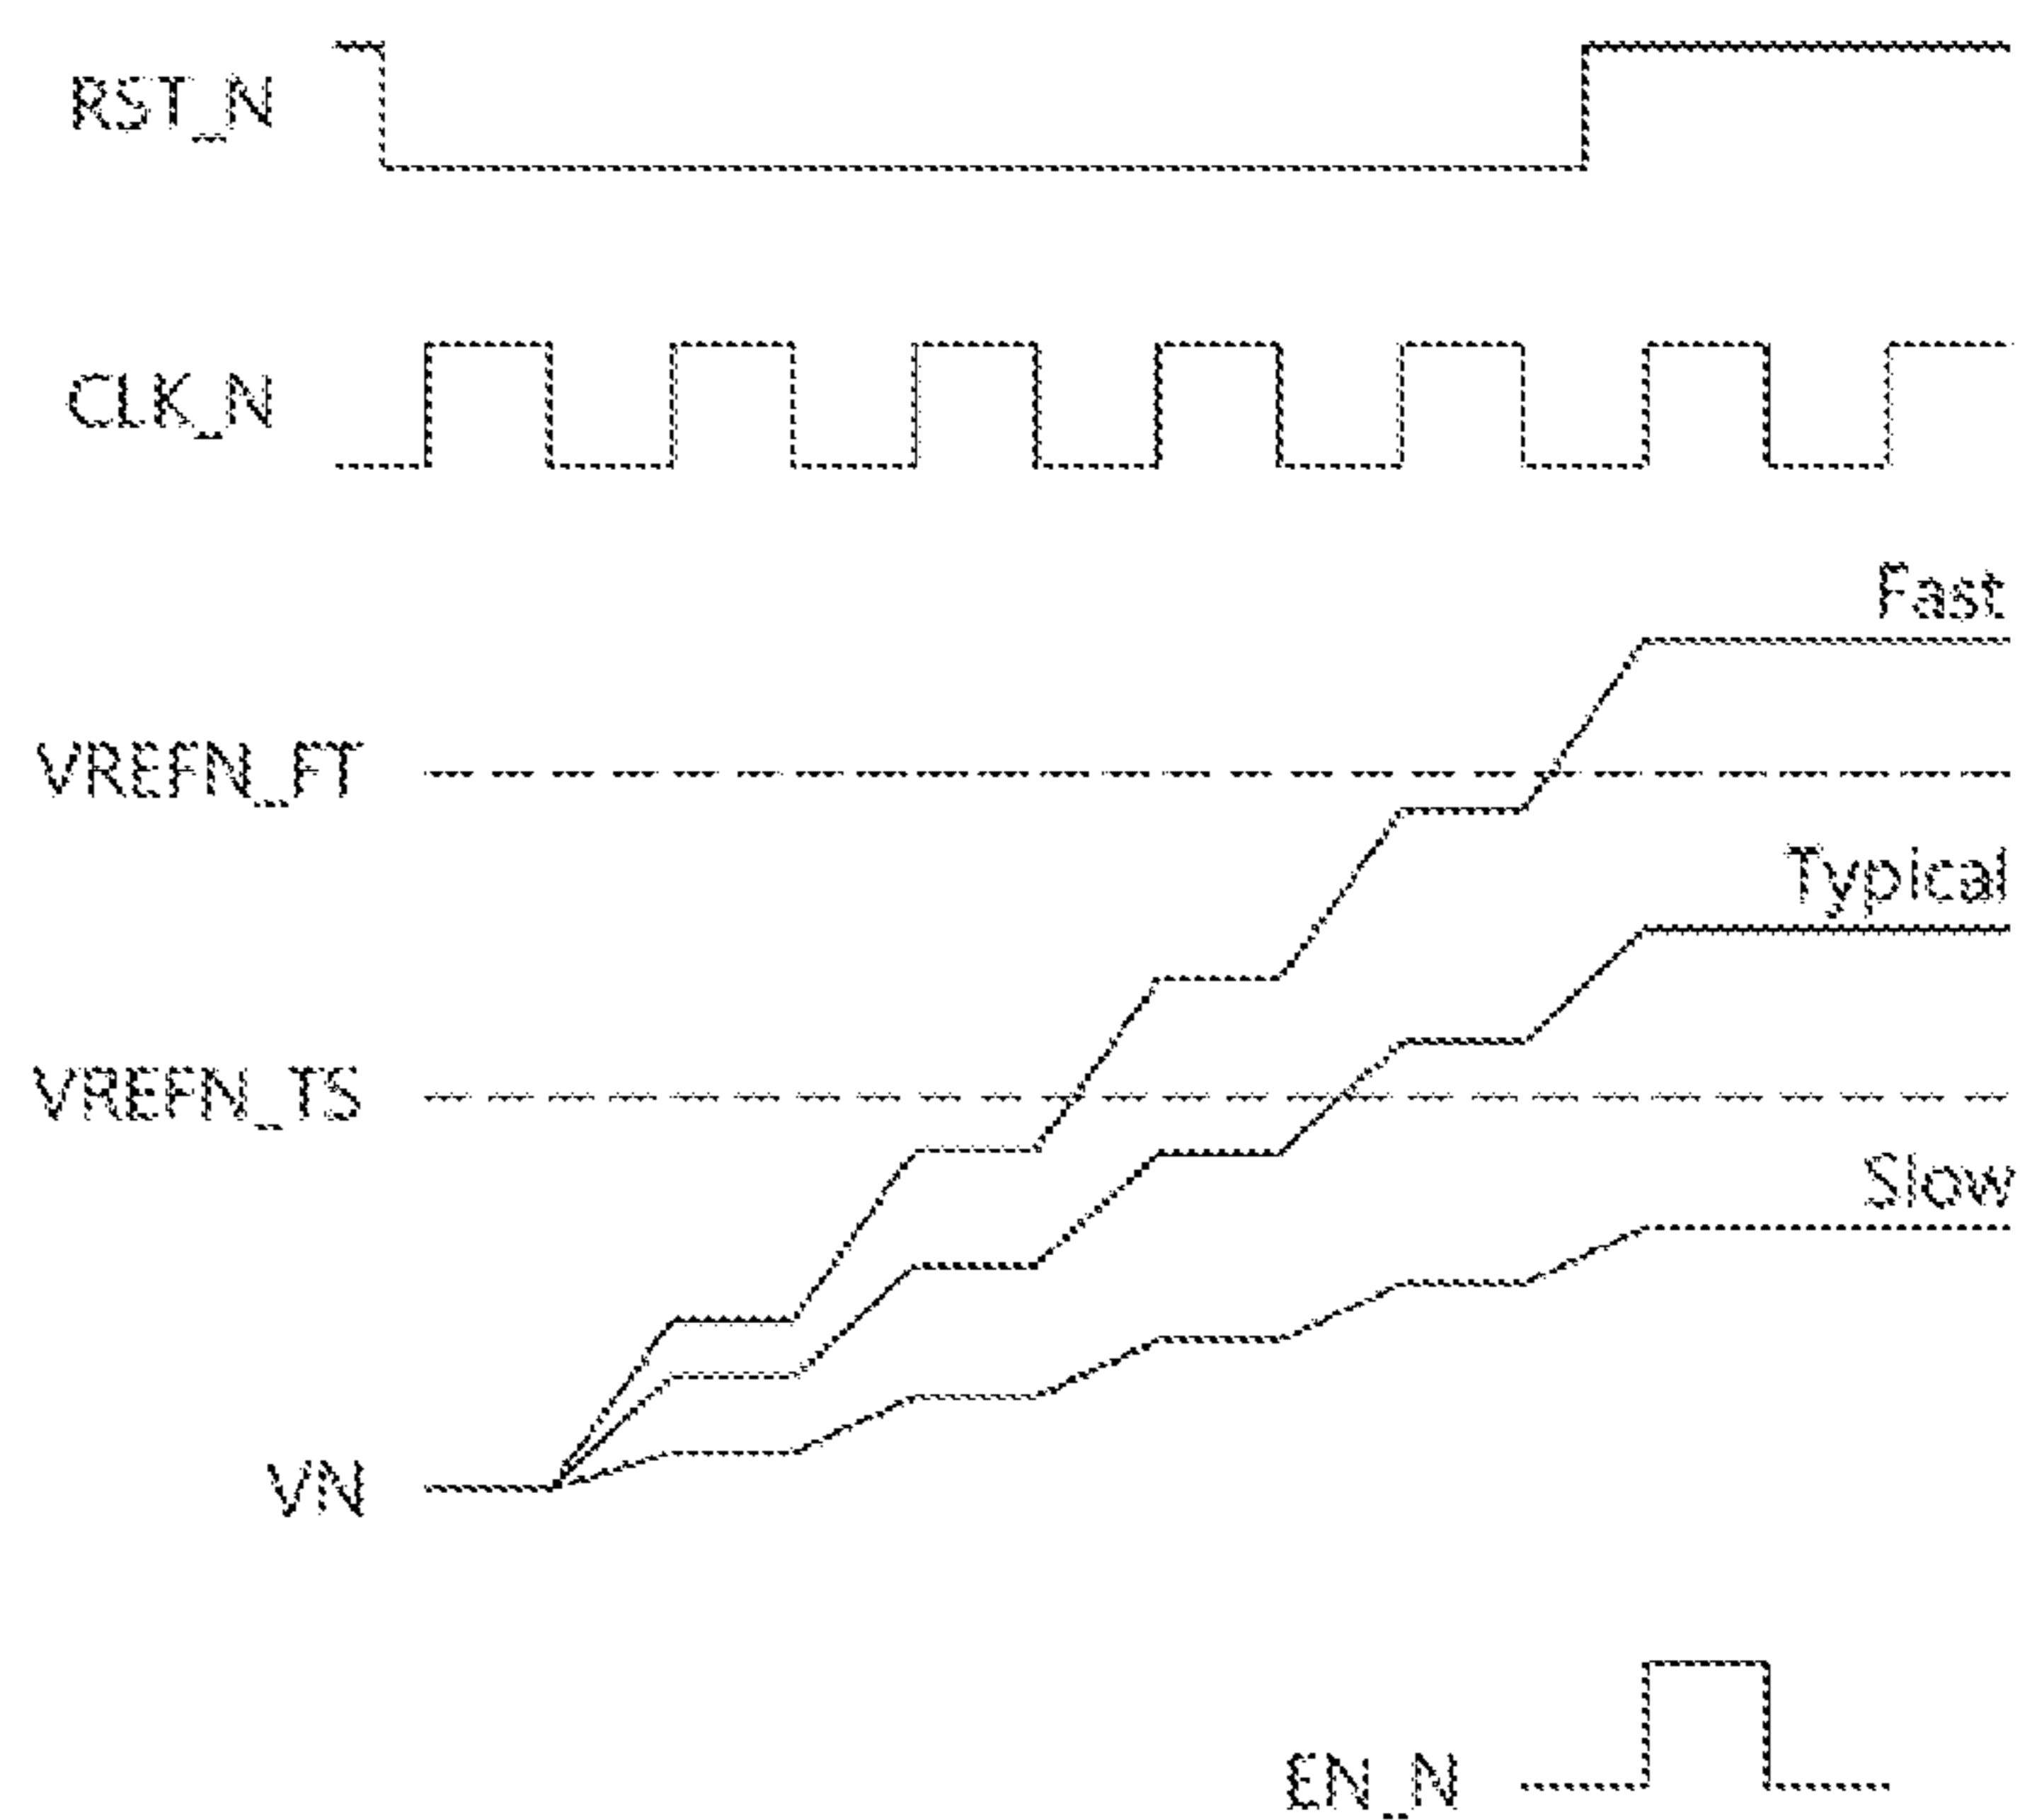 RST_N
CLK_N
Fast
VREFN_FT
Typical
VREFN_TS
Slow
VN
EN_N